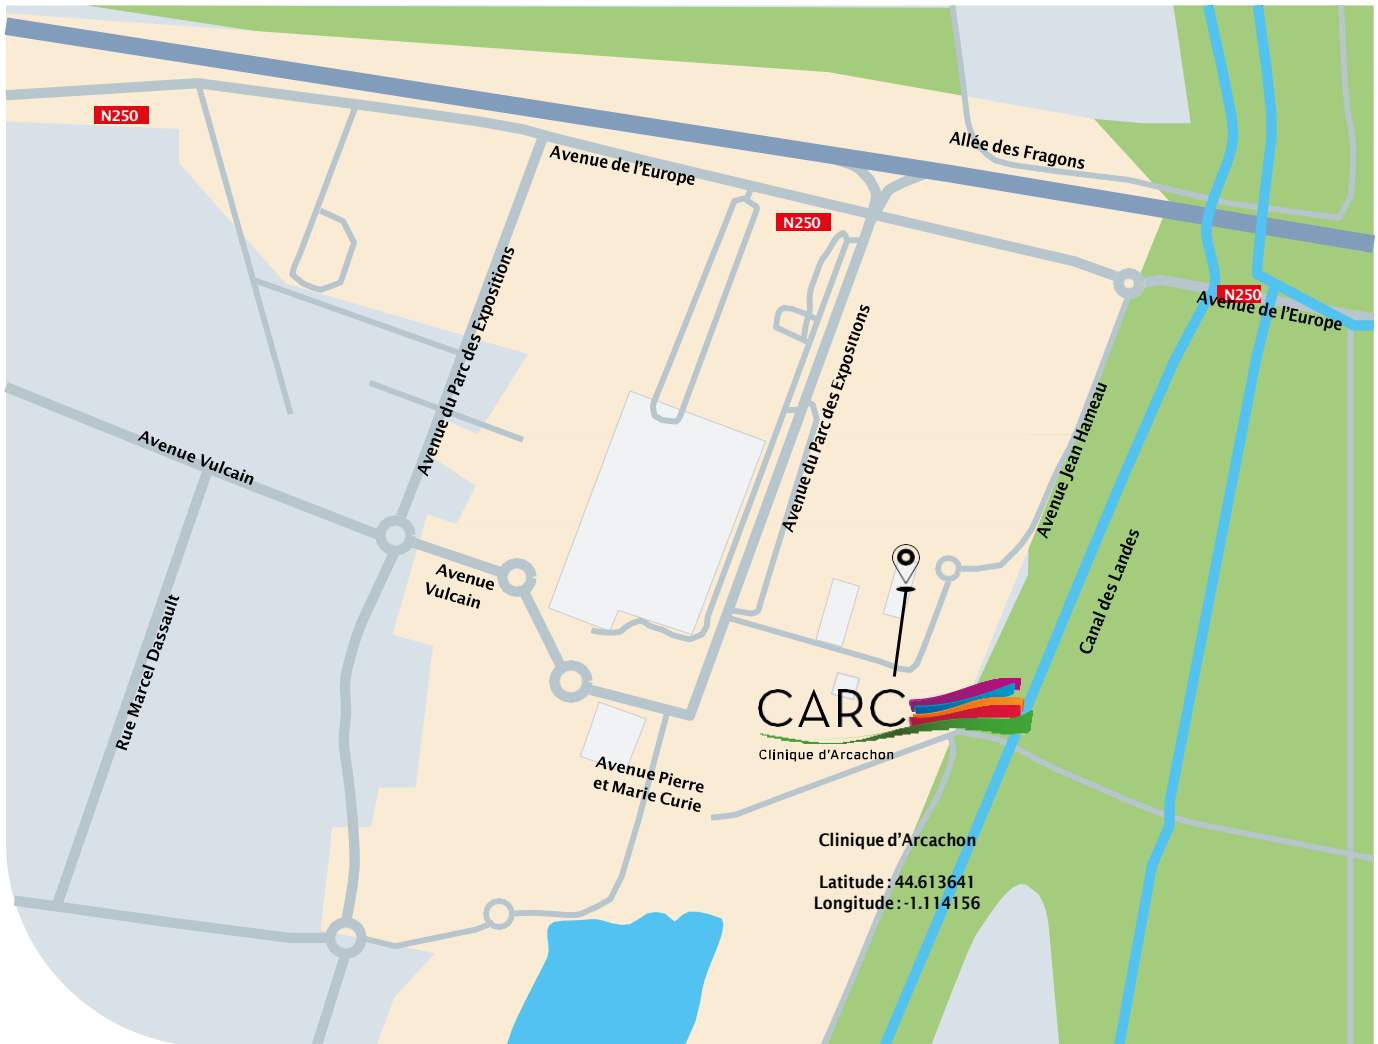 N250
Allée des Fragons
Avenue de l'Europe
N250
N250
Avenue de l'Europe
Avenue du Parc des Expositions
Avenue du Parc des Expositions
Avenue Jean Hameau
Avenue Vulcain
Canal des Landes
Avenue
Vulcain
Rue Marcel Dassault
CARC
Clinique d'Arcachon
Avenue Pierre
et Marie Curie
Clinique d'Arcachon
Latitude : 44.613641
Longitude : -1.114156